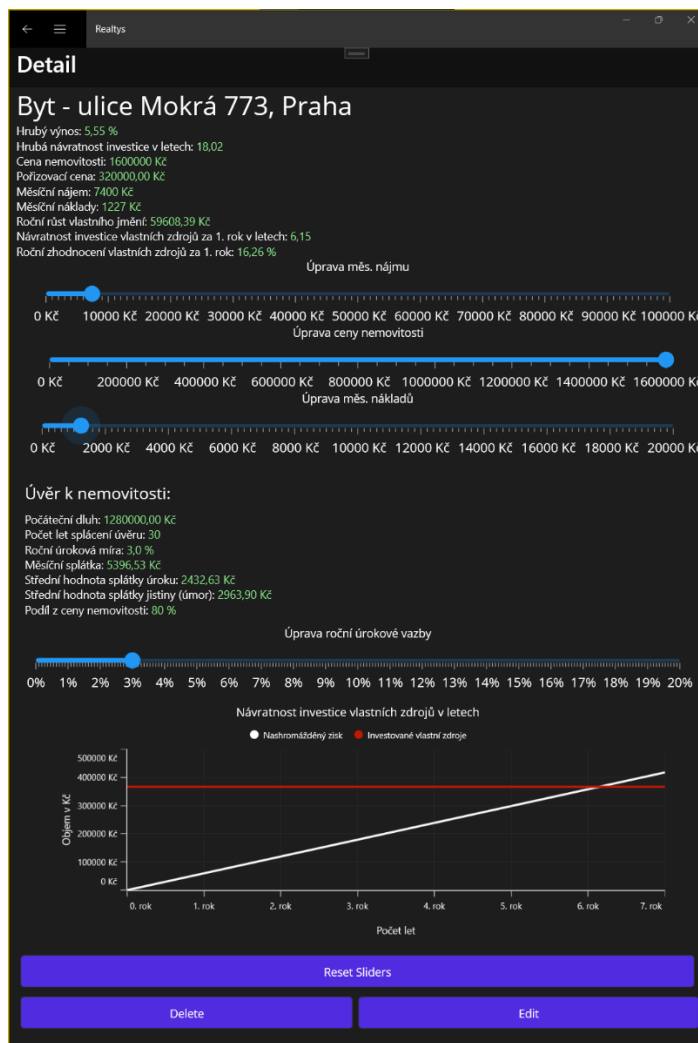 Realtys
Detail
Byt - ulice Mokrá 773, Praha
Hrubý výnos: 5,55 %
Hrubá návratnost investice v letech: 18,02
Cena nemovitosti: 1600000 Kč
Pořizovací cena: 320000,00 Kč
Měsíční nájem: 7400 Kč
Měsíční náklady: 1227 Kč
Roční růst vlastního jmění: 59608,39 Kč
Návratnost investice vlastních zdrojů za 1. rok v letech: 6,15
Roční zhodnocení vlastních zdrojů za 1. rok: 16,26 %
Úprava měs. nájmu
0 Kč 10000 Kč 20000 Kč 30000 Kč 40000 Kč 50000 Kč 60000 Kč 70000 Kč 80000 Kč 90000 Kč 100000 Kč
Úprava ceny nemovitosti
0 Kč 200000 Kč 400000 Kč 600000 Kč 800000 Kč 1000000 Kč 1200000 Kč 1400000 Kč 1600000 Kč
Úprava měs. nákladů
0 Kč 2000 Kč 4000 Kč 6000 Kč 8000 Kč 10000 Kč 12000 Kč 14000 Kč 16000 Kč 18000 Kč 20000 Kč
Úvěr k nemovitosti:
Počáteční dluh: 1280000,00 Kč
Počet let splácení úvěru: 30
Roční úroková míra: 3,0 %
Měsíční splátka: 5396,53 Kč
Střední hodnota splátky úroku: 2432,63 Kč
Střední hodnota splátky jistiny (úmor): 2963,90 Kč
Podíl z ceny nemovitosti: 80 %
Úprava roční úrokové vazby
0% 1% 2% 3% 4% 5% 6% 7% 8% 9% 10% 11% 12% 13% 14% 15% 16% 17% 18% 19% 20%
Návratnost investice vlastních zdrojů v letech
Nashromážděný zisk Investované vlastní zdroje
500000 Kč
400000 Kč
300000 Kč
200000 Kč
100000 Kč
0 Kč
Objem v Kč
0. rok 1. rok 2. rok 3. rok 4. rok 5. rok 6. rok 7. rok
Počet let
Reset Sliders
Delete Edit